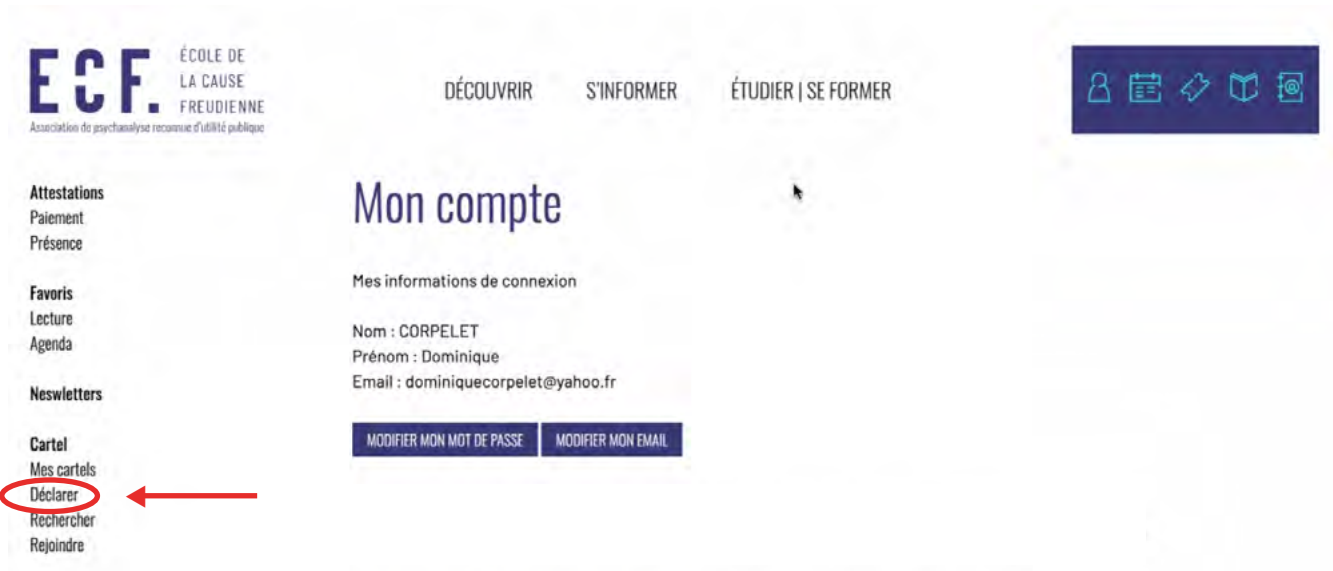 ECF.
ÉCOLE DE
LA CAUSE
FREUDIENNE
Association de psychanalyse reconnue d'utilité publique
DÉCOUVRIR
S'INFORMER
ÉTUDIER | SE FORMER
Attestations
Paiement
Présence
Favoris
Lecture
Agenda
Neswletters
Cartel
Mes cartels
Déclarer
Rechercher
Rejoindre
Mon compte
Mes informations de connexion
Nom : CORPELET
Prénom : Dominique
Email : dominiquecorpelet@yahoo.fr
MODIFIER MON MOT DE PASSE
MODIFIER MON EMAIL